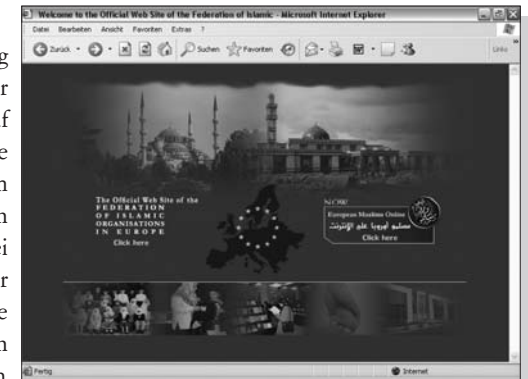 Welcome to the Official Web Site of the Federation of Islamic - Microsoft Internet Explorer
Datei Bearbeiten Ansicht Favoriten Extras ?
Zurück Suchen Favoriten Links
The Official Web Site of the
FEDERATION
OF ISLAMIC
ORGANISATIONS
IN EUROPE
Click here
NOW
European Muslims Online
مسلمو أوروبا على الإنترنت
Click here
Fertig Internet